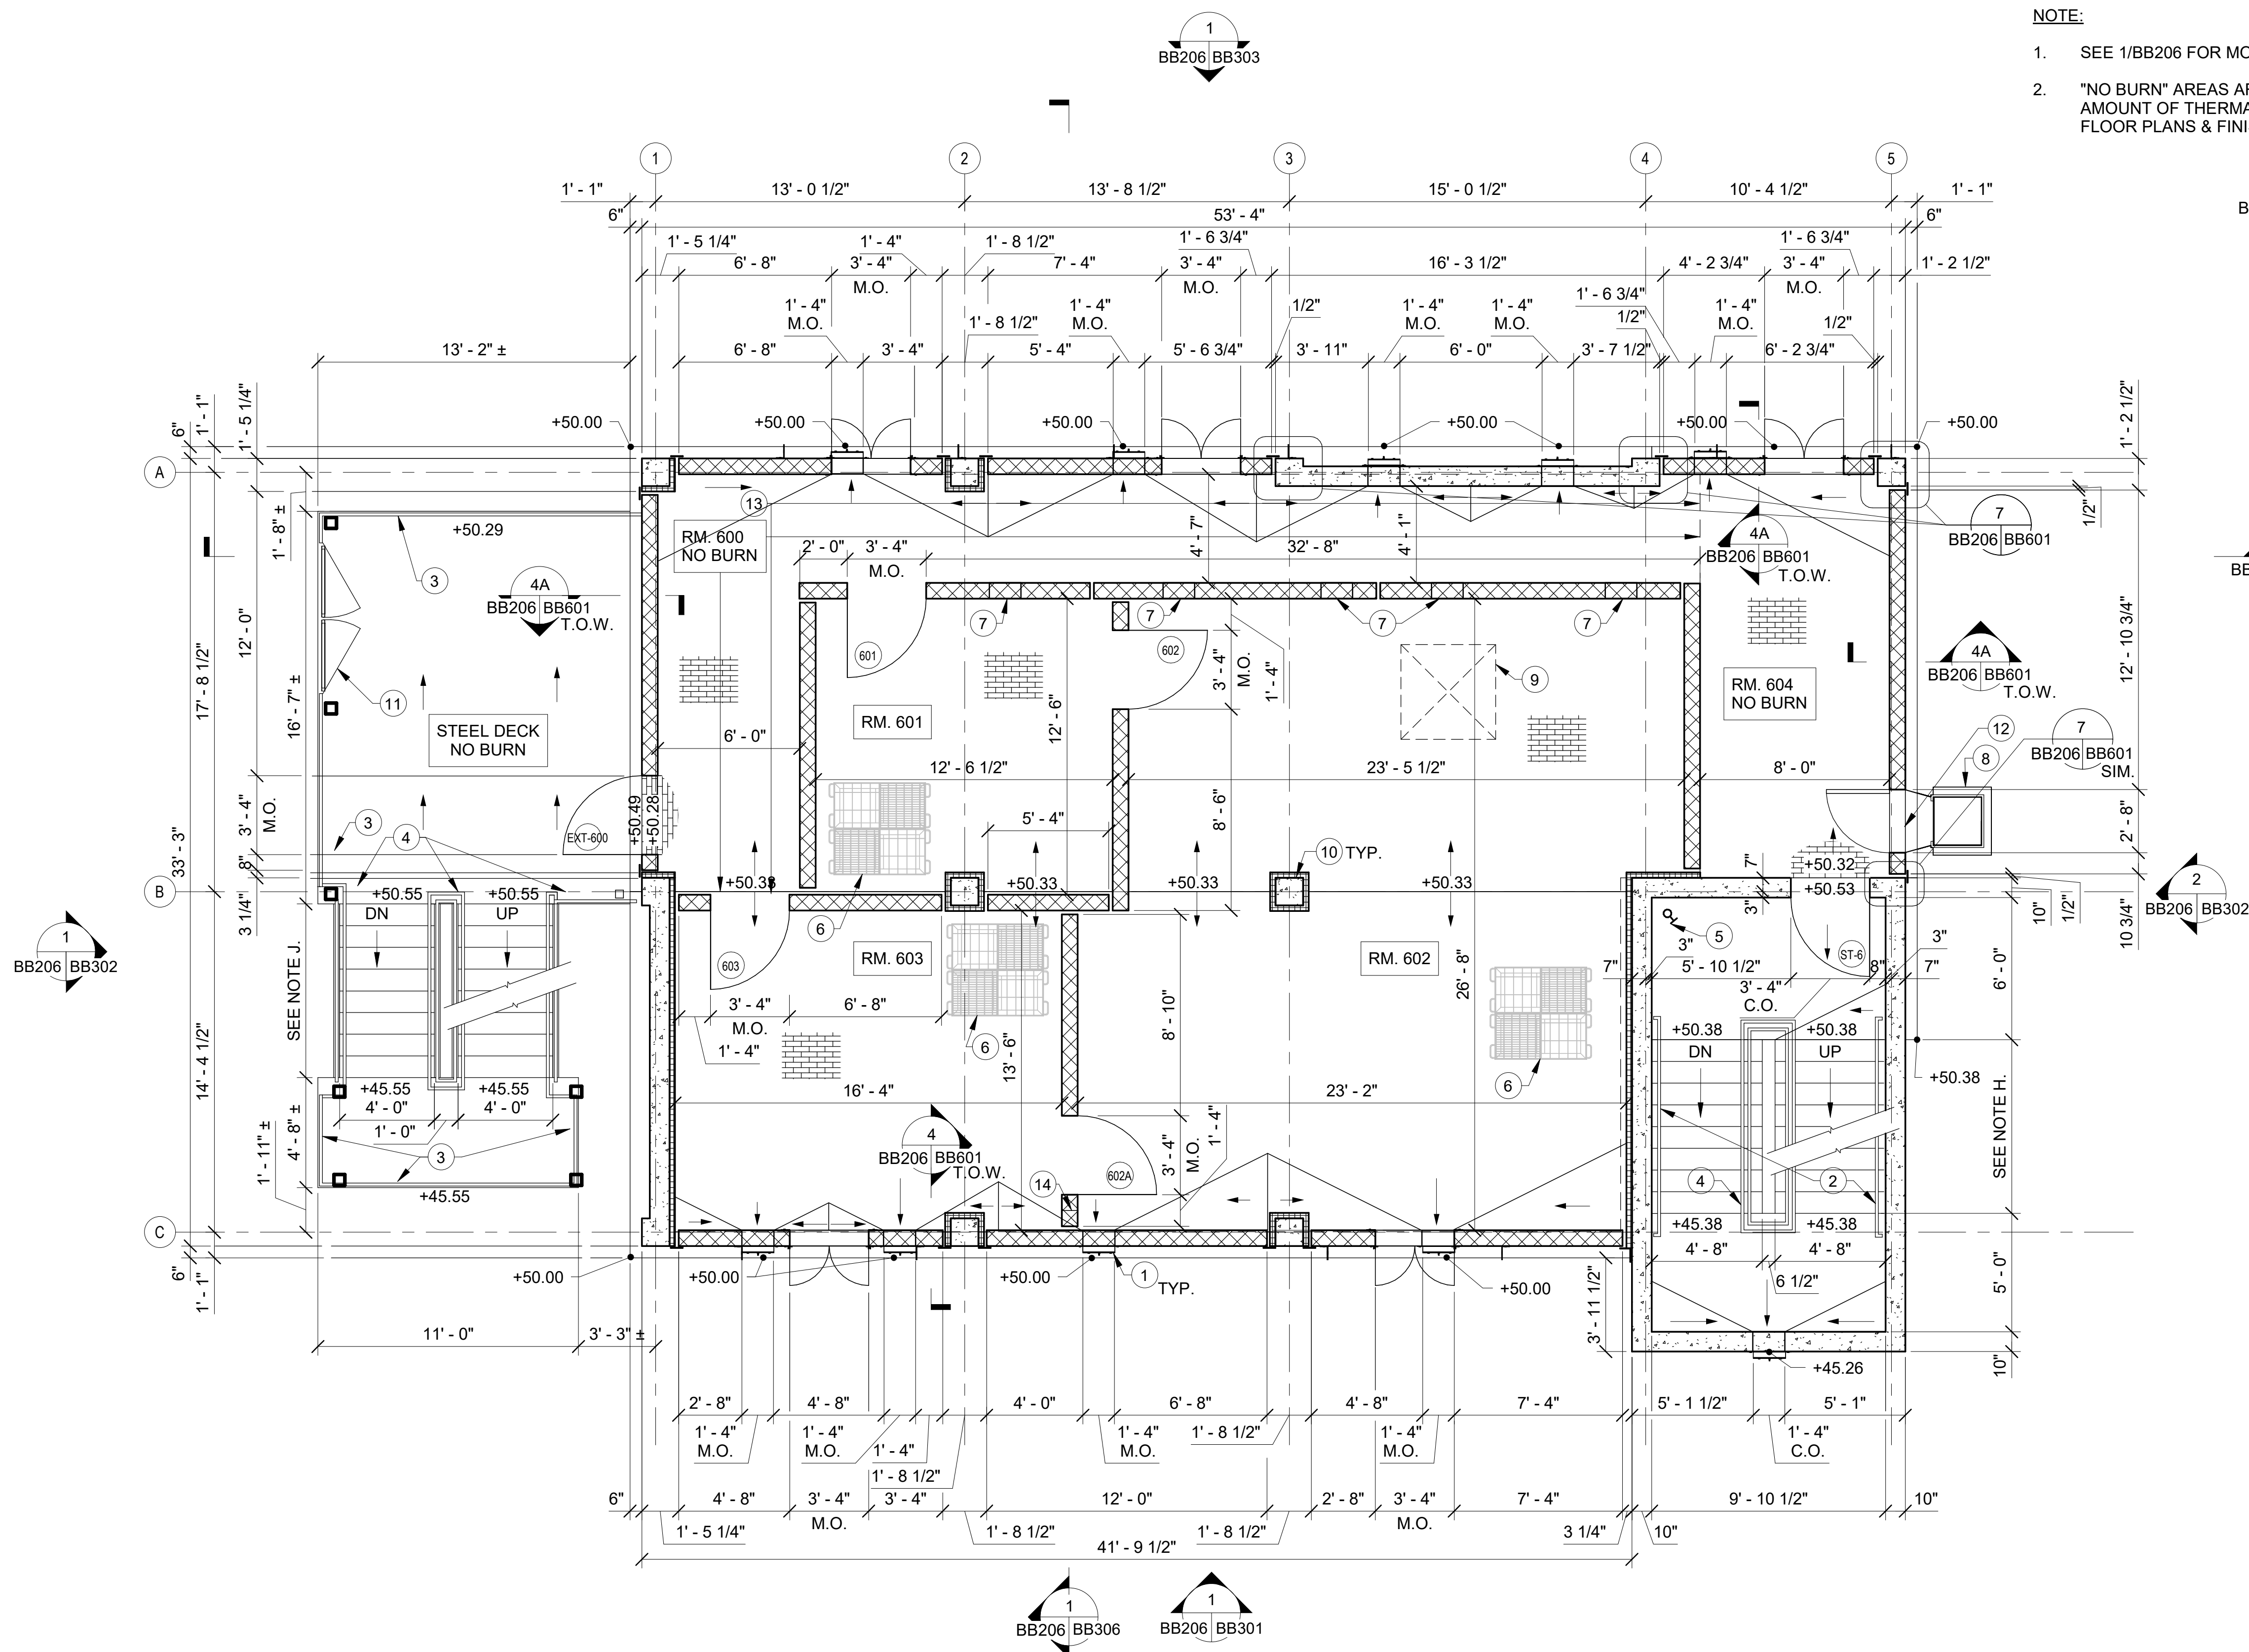 NOTE:
1. SEE 1/BB206 FOR MO
2. "NO BURN" AREAS AR
AMOUNT OF THERMA
FLOOR PLANS & FINI
B
1
BB206 BB303
1 2 3 4 5
1' - 1" 13' - 0 1/2" 13' - 8 1/2" 15' - 0 1/2" 10' - 4 1/2" 1' - 1"
6" 53' - 4" 6"
1' - 5 1/4" 1' - 4" 1' - 8 1/2" 1' - 6 3/4" 1' - 6 3/4"
6' - 8" 3' - 4" 7' - 4" 3' - 4" 16' - 3 1/2" 4' - 2 3/4" 3' - 4" 1' - 2 1/2"
M.O. M.O. M.O.
1' - 4" 1' - 4" 1/2" 1' - 4" 1' - 4" 1' - 6 3/4" 1' - 4"
M.O. 1' - 8 1/2" M.O. M.O. M.O. 1/2" M.O. 1/2"
13' - 2" ± 6' - 8" 3' - 4" 5' - 4" 5' - 6 3/4" 3' - 11" 6' - 0" 3' - 7 1/2" 6' - 2 3/4"
+50.00 +50.00 +50.00 +50.00 +50.00 +50.00
6" 1' - 1" 1' - 5 1/4" 1' - 2 1/2"
A
13
1' - 8" ± +50.29
RM. 600
NO BURN
4' - 7" 4' - 1" 1/2"
2' - 0" 3' - 4" 32' - 8"
M.O.
7
BB206 BB601
4A
BB206 BB601
T.O.W.
4A
BB206 BB601
T.O.W.
BB
3
7 7 7 7
12' - 0" 17' - 8 1/2" 16' - 7" ± 12' - 10 3/4"
601 602
3' - 4"
M.O.
1' - 4"
9
4A
BB206 BB601
T.O.W.
11
STEEL DECK
NO BURN
RM. 601
RM. 604
NO BURN
12' - 6"
6' - 0" 12' - 6 1/2" 23' - 5 1/2" 8' - 0"
12
7
BB206 BB601
SIM.
8
3' - 4"
M.O.
33' - 3"
3 4
EXT-600
+50.49
+50.28
5' - 4" 8' - 6"
2' - 8"
8"
10 TYP.
+50.32
+50.53
7"
3"
B
+50.55 +50.55 +50.38 +50.33 +50.33 +50.33
DN UP
3 1/4"
10" 1/2" 10 3/4"
2
BB206 BB302
1
BB206 BB302
6
RM. 603
RM. 602
603
5
ST-6
3" 3"
7" 5' - 10 1/2" 8" 7"
3' - 4"
C.O.
6' - 0"
SEE NOTE J.
3' - 4" 6' - 8"
M.O.
1' - 4"
6
13' - 6" 8' - 10" 26' - 8"
6
+50.38 +50.38
DN UP
+50.38
SEE NOTE H.
+45.55 +45.55
4' - 0" 4' - 0"
1' - 0"
16' - 4" 23' - 2"
14' - 4 1/2"
4' - 8" ±
1' - 11" ±
3
+45.55
4
BB206 BB601
T.O.W.
14
602A
3' - 4"
M.O.
1' - 4"
4 2
+45.38 +45.38
4' - 8" 4' - 8"
6 1/2"
5' - 0"
C
6" 1' - 1"
+50.00 +50.00 +50.00 1 TYP. +50.00
3' - 11 1/2"
10"
11' - 0" 3' - 3" ±
+45.26
2' - 8" 4' - 8" 4' - 0" 6' - 8" 4' - 8" 7' - 4" 5' - 1 1/2" 5' - 1"
1' - 4" 1' - 4" 1' - 4" 1' - 4" 1' - 8 1/2" 1' - 4" 1' - 4"
M.O. M.O. M.O. M.O. C.O.
1' - 8 1/2"
6" 4' - 8" 3' - 4" 3' - 4" 12' - 0" 2' - 8" 3' - 4" 7' - 4" 9' - 10 1/2" 10"
M.O. M.O.
1' - 5 1/4" 1' - 8 1/2" 1' - 8 1/2" 3 1/4" 10"
41' - 9 1/2"
1
BB206 BB306
1
BB206 BB301